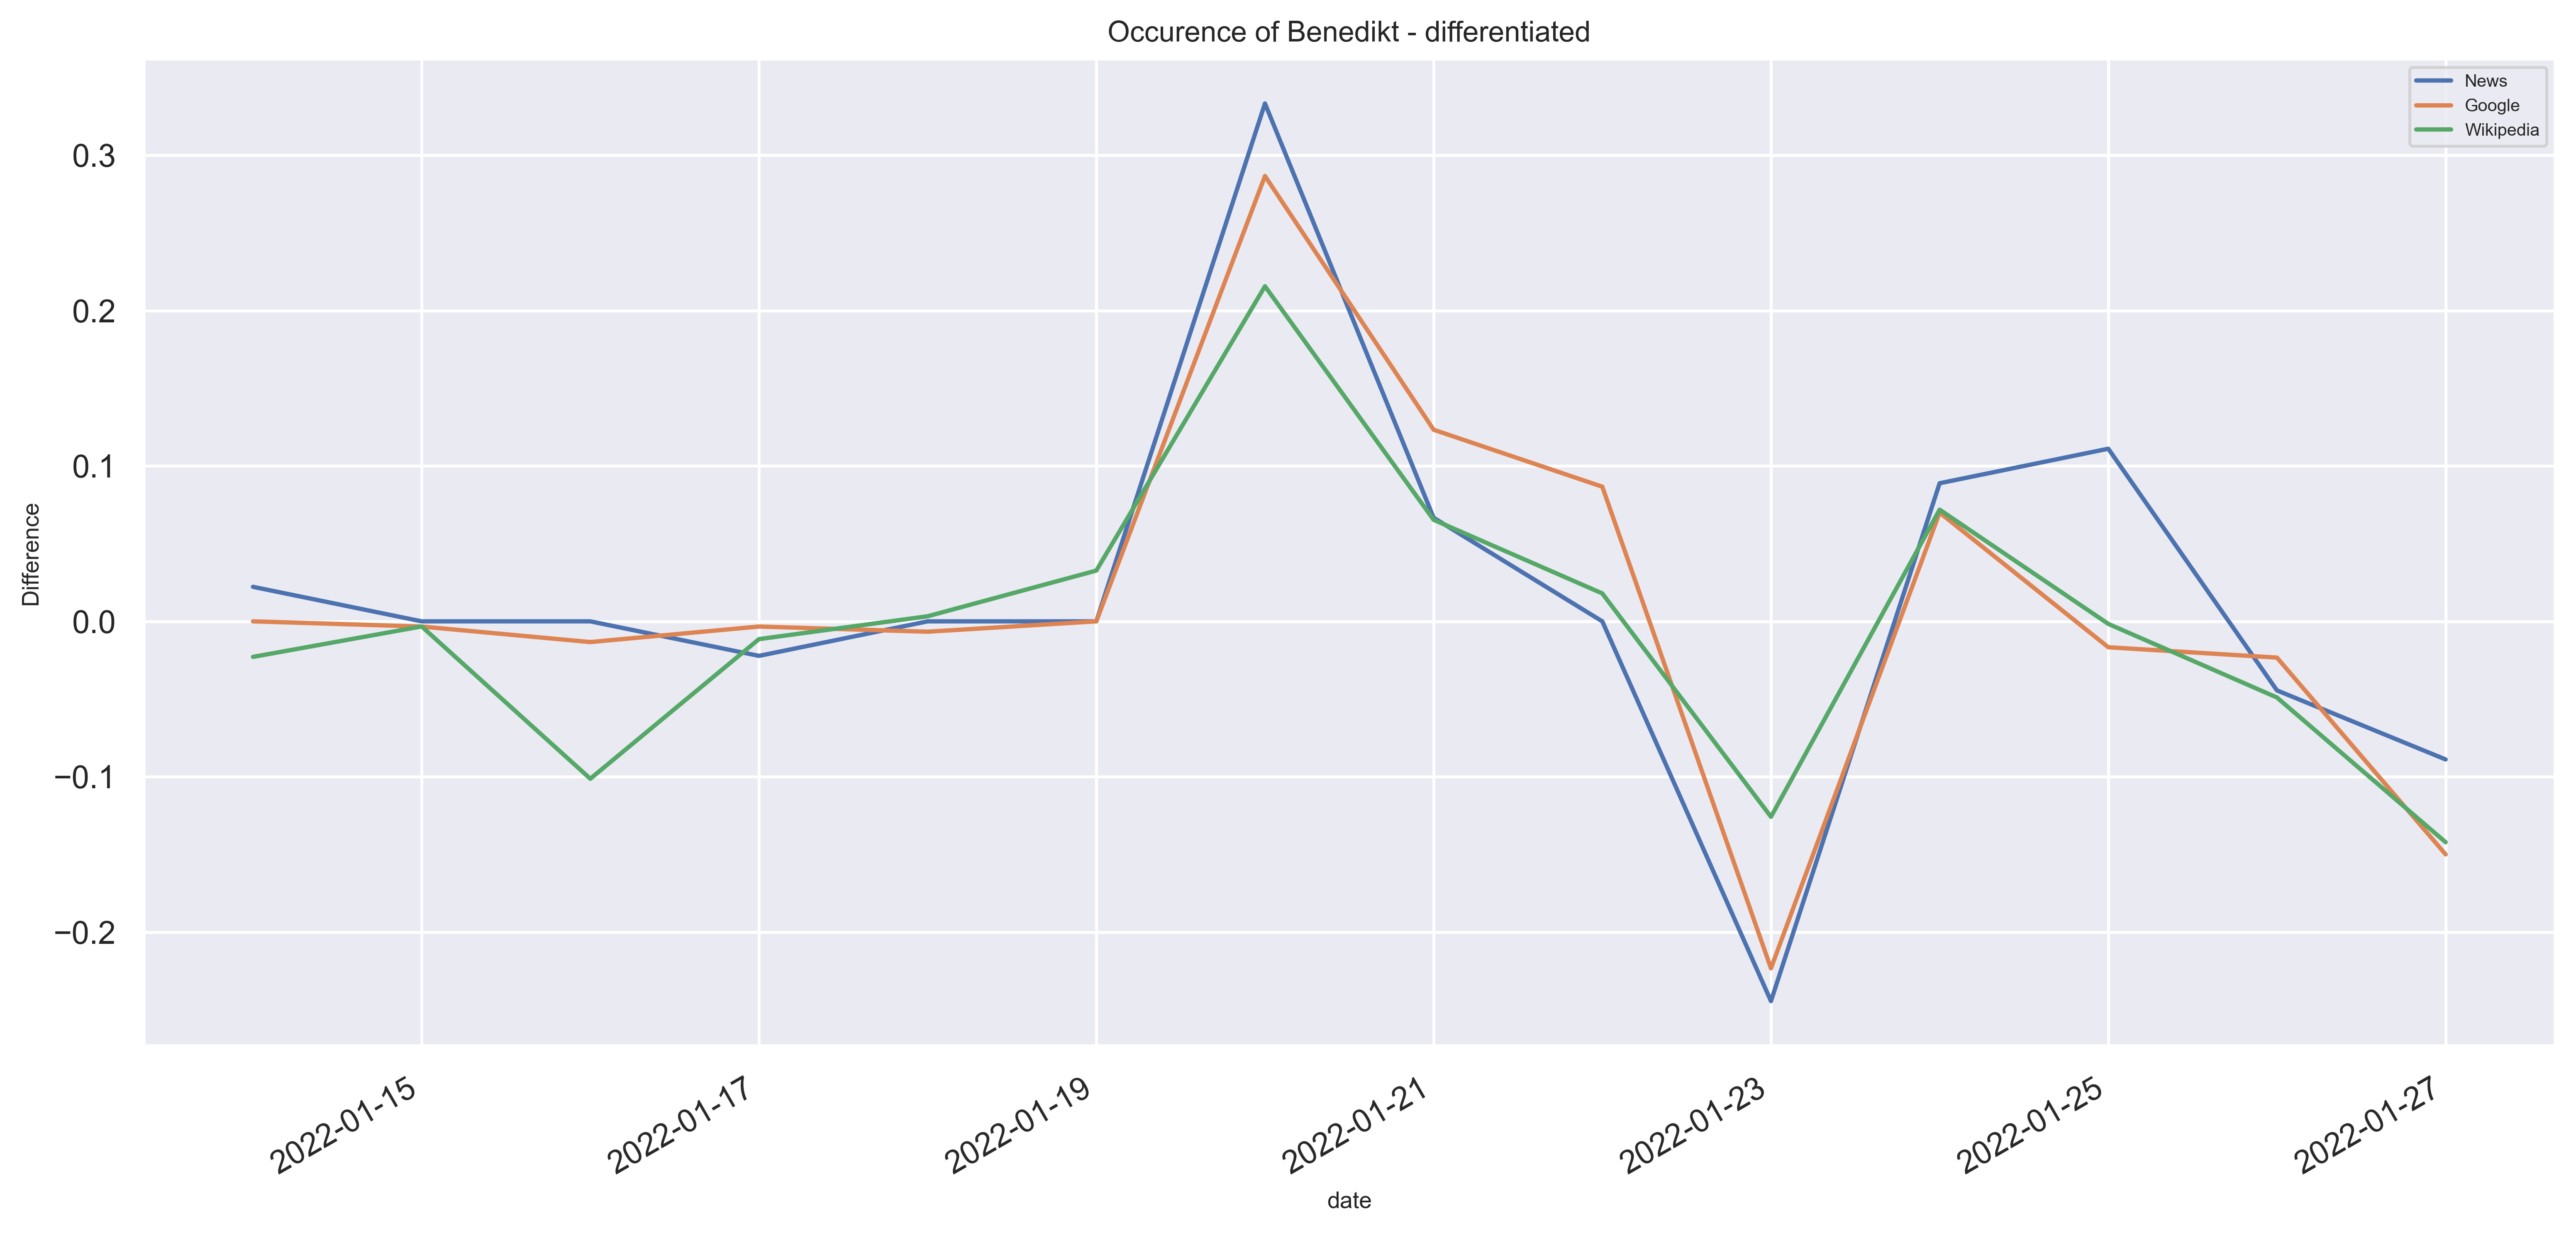 Occurence of Benedikt - differentiated
News
Google
Wikipedia
0.3
0.2
0.1
0.0
−0.1
−0.2
Difference
2022-01-15
2022-01-17
2022-01-19
2022-01-21
2022-01-23
2022-01-25
2022-01-27
date